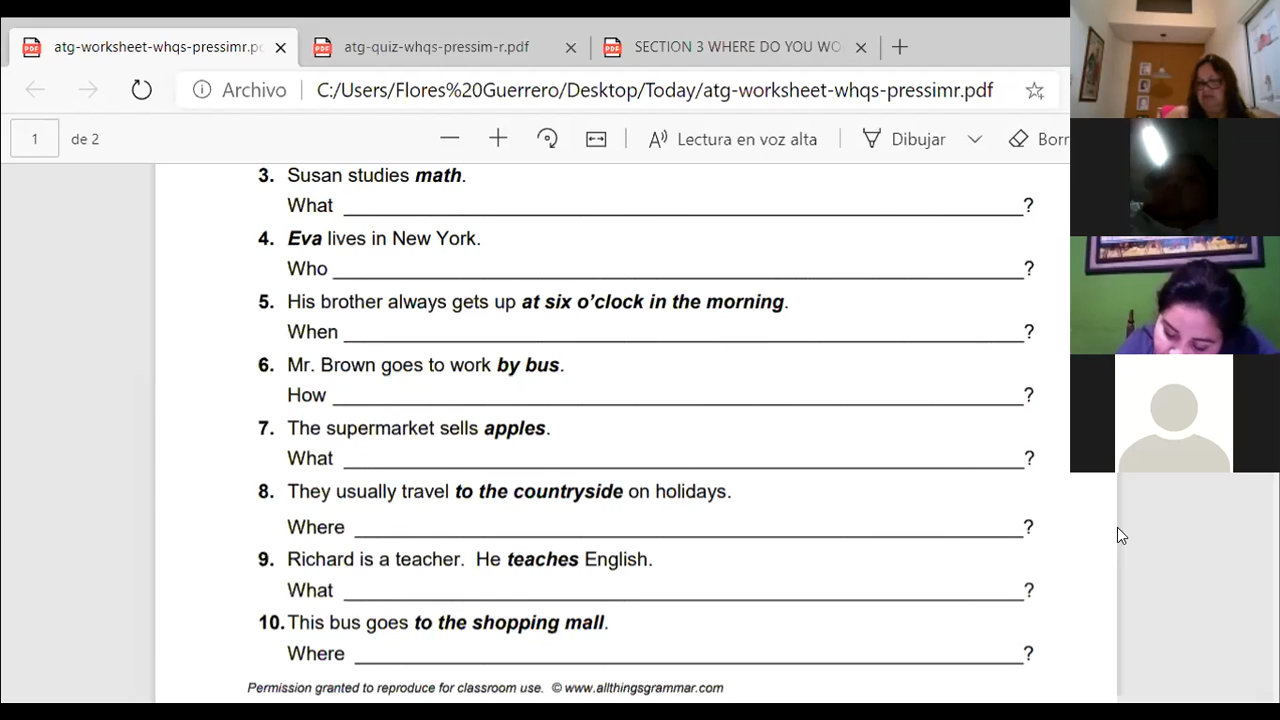 atg-worksheet-whqs-pressimr.pc
atg-quiz-whqs-pressim-r.pdf
SECTION 3 WHERE DO YOU WO
Archivo
C:/Users/Flores%20Guerrero/Desktop/Today/atg-worksheet-whqs-pressimr.pdf
1 de 2
Lectura en voz alta
Dibujar
Borr
3. Susan studies math.
What ?
4. Eva lives in New York.
Who ?
5. His brother always gets up at six o’clock in the morning.
When ?
6. Mr. Brown goes to work by bus.
How ?
7. The supermarket sells apples.
What ?
8. They usually travel to the countryside on holidays.
Where ?
9. Richard is a teacher. He teaches English.
What ?
10. This bus goes to the shopping mall.
Where ?
Permission granted to reproduce for classroom use. © www.allthingsgrammar.com